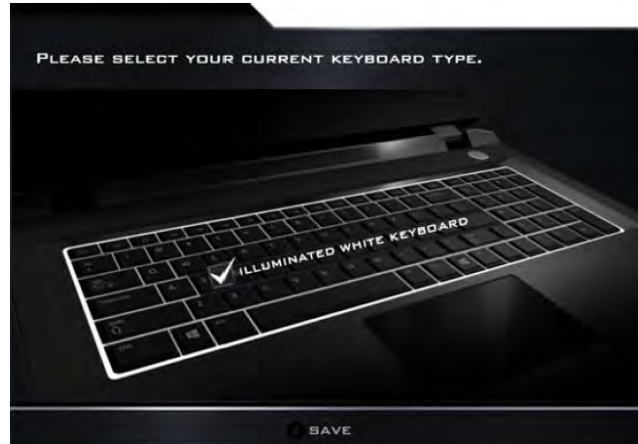 PLEASE SELECT YOUR CURRENT KEYBOARD TYPE.
ILLUMINATED WHITE KEYBOARD
SAVE